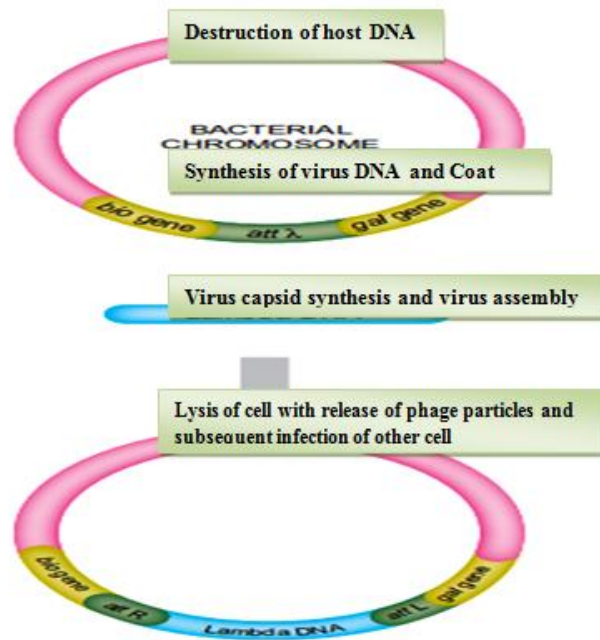 Destruction of host DNA
BACTERIAL
CHROMOSOME
Synthesis of virus DNA and Coat
bio gene
att λ
gal gene
Virus capsid synthesis and virus assembly
Lysis of cell with release of phage particles and
subsequent infection of other cell
bio gene
att R
Lambda DNA
att L
gal gene